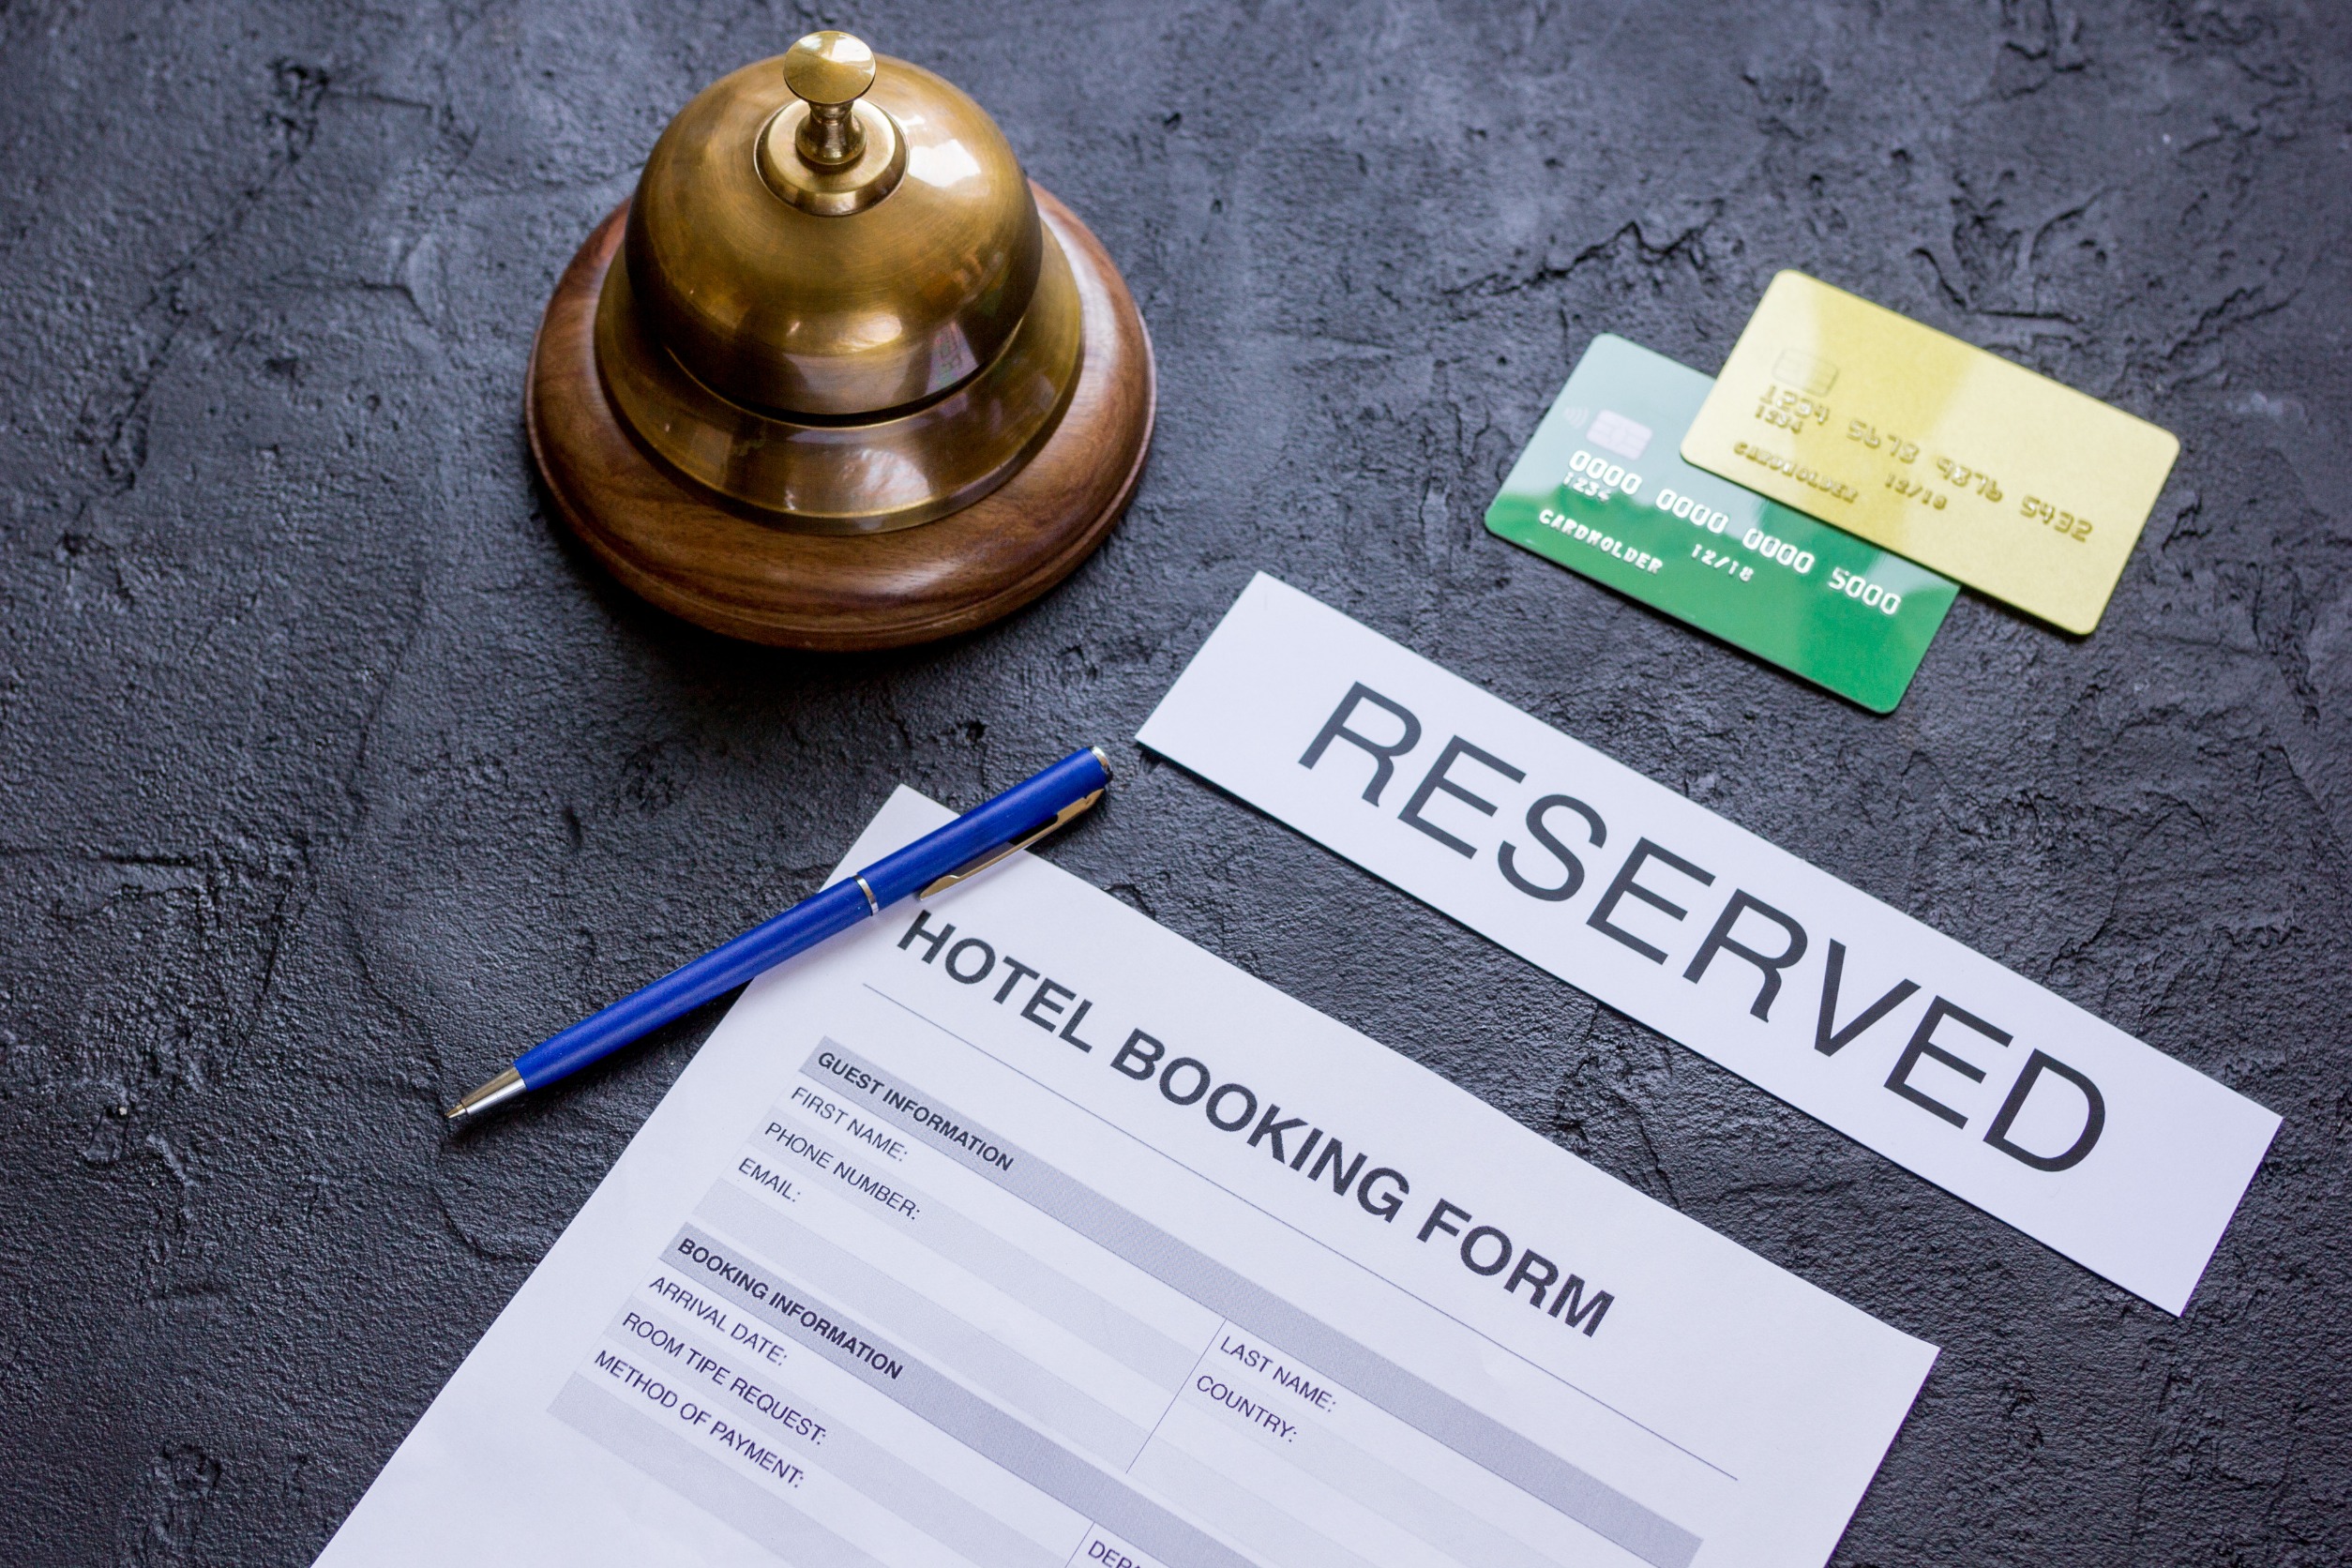 1234 5678 9876 5432
1234
CARDHOLDER 12/18
0000 0000 0000 5000
1234
CARDHOLDER 12/18
RESERVED
HOTEL BOOKING FORM
GUEST INFORMATION
FIRST NAME:
LAST NAME:
PHONE NUMBER:
COUNTRY:
EMAIL:
BOOKING INFORMATION
ARRIVAL DATE:
ROOM TIPE REQUEST:
METHOD OF PAYMENT: